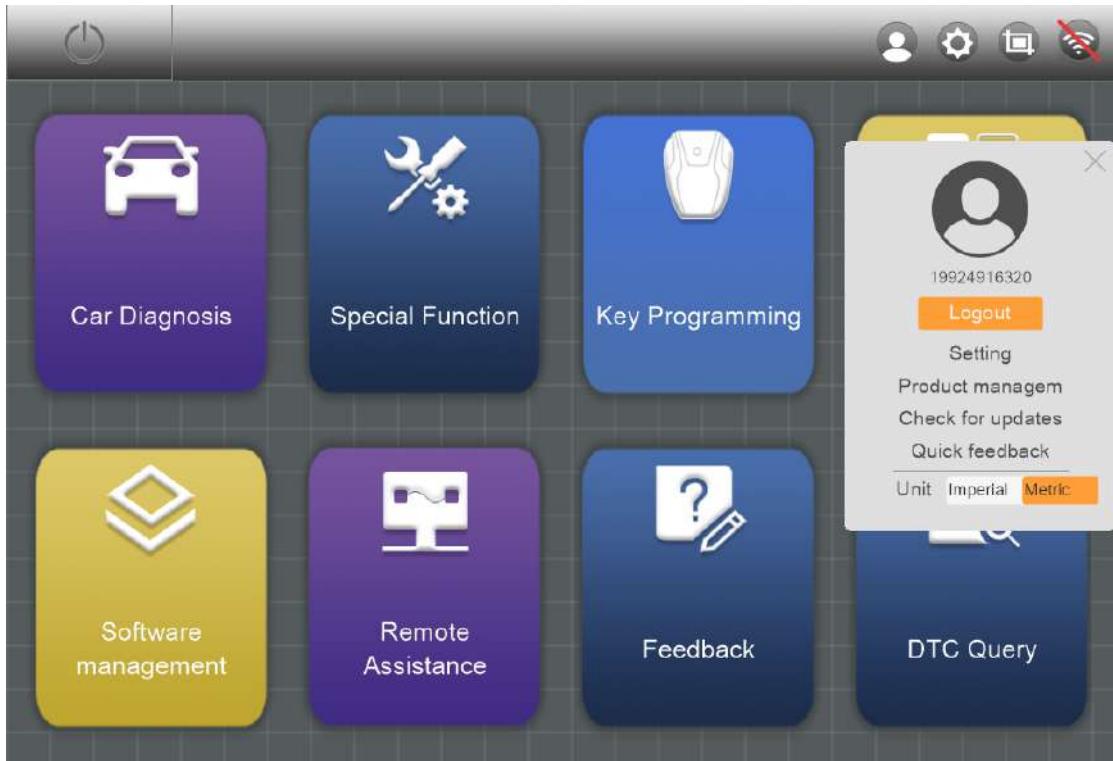 Car Diagnosis
Special Function
Key Programming
19924916320
Logout
Setting
Product managem
Check for updates
Quick feedback
Unit Imperial Metric
Software
management
Remote
Assistance
Feedback
DTC Query